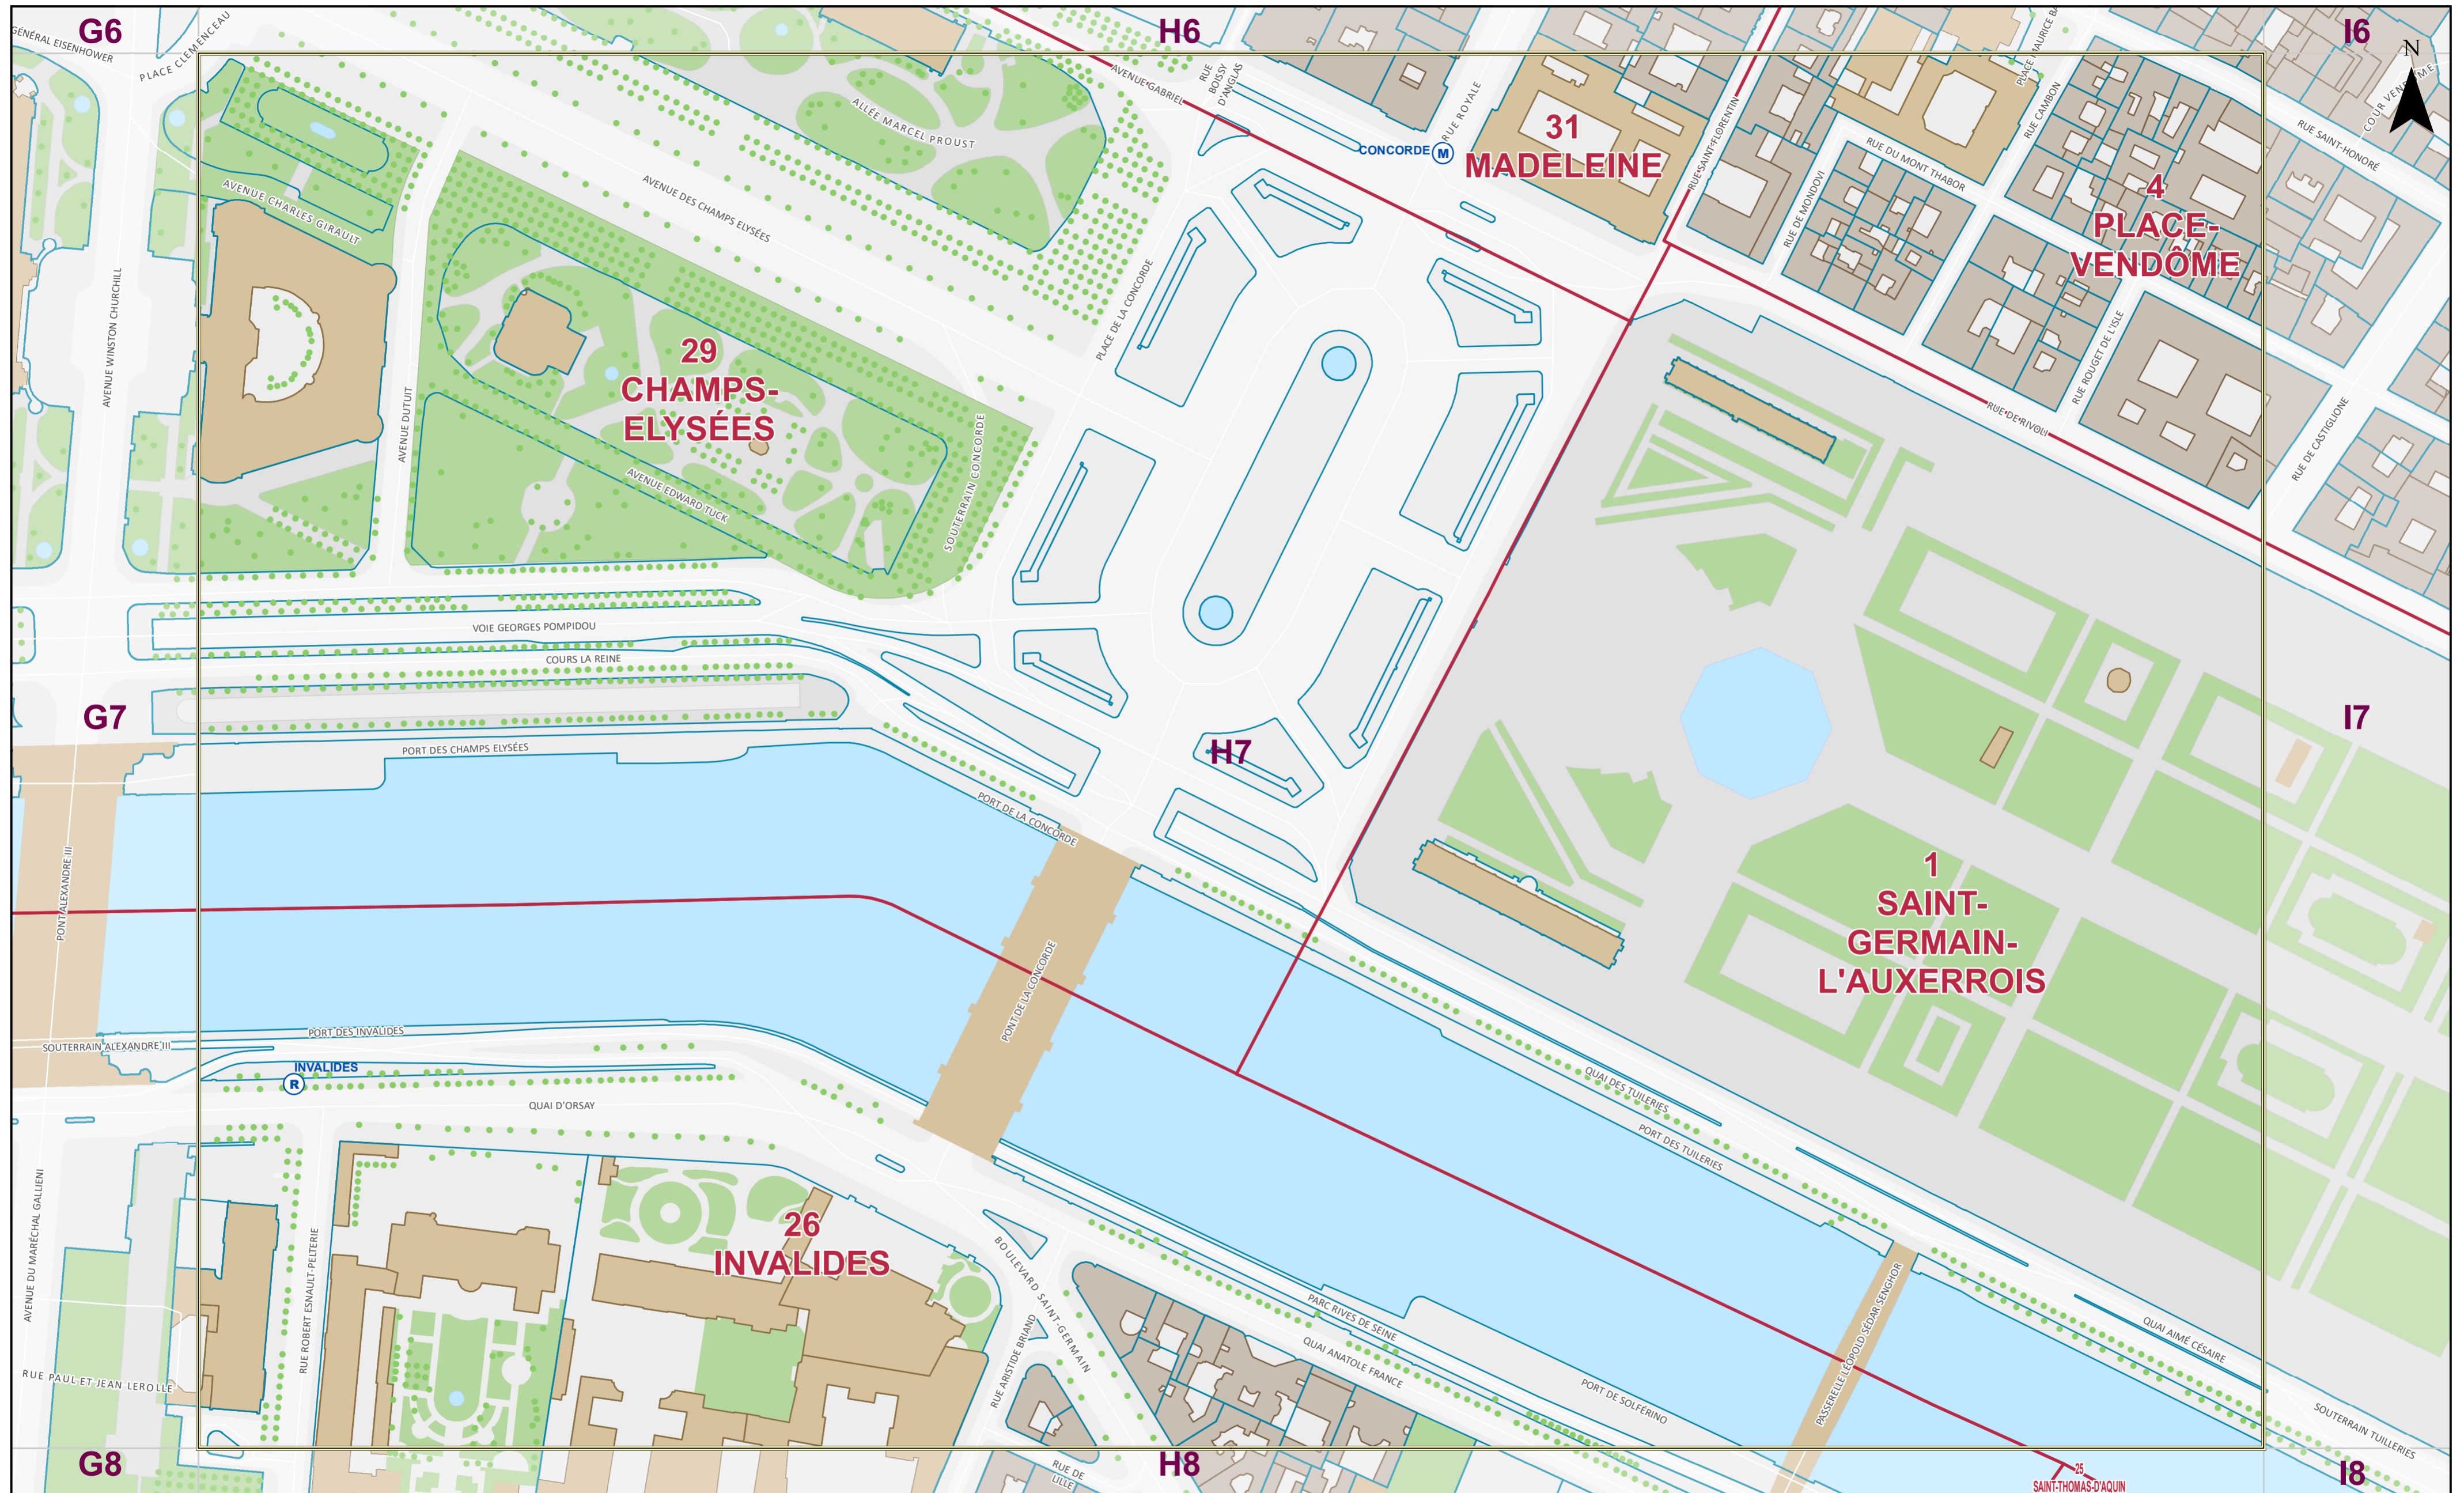 G6
H6
I6
N
GÉNÉRAL EISENHOWER
PLACE CLEMENCEAU
AVENUE GABRIEL
RUE
BOISSY
D'ANGLAS
RUE ROYALE
CONCORDE M
31
MADELEINE
RUE SAINT-FLORENTIN
PLACE MAURICE BA
RUE CAMBON
RUE DU MONT THABOR
RUE DE MONDOVI
COUR VENDÔME
RUE SAINT-HONORÉ
4
PLACE-
VENDÔME
ALLÉE MARCEL PROUST
AVENUE DES CHAMPS ELYSÉES
AVENUE CHARLES GIRAULT
AVENUE WINSTON CHURCHILL
AVENUE DUTUIT
29
CHAMPS-
ELYSÉES
AVENUE EDWARD TUCK
SOUTERRAIN CONCORDE
PLACE DE LA CONCORDE
RUE ROUGET DE L'ISLE
RUE DE RIVOLI
RUE DE CASTIGLIONE
VOIE GEORGES POMPIDOU
COURS LA REINE
G7
H7
I7
PORT DES CHAMPS ELYSÉES
PORT DE LA CONCORDE
PONT ALEXANDRE III
PONT DE LA CONCORDE
1
SAINT-
GERMAIN-
L'AUXERROIS
PORT DES INVALIDES
SOUTERRAIN ALEXANDRE III
INVALIDES
R
QUAI D'ORSAY
QUAI DES TUILERIES
PORT DES TUILERIES
AVENUE DU MARÉCHAL GALLIENI
RUE ROBERT ESNAULT-PELTERIE
26
INVALIDES
BOULEVARD SAINT-GERMAIN
RUE ARISTIDE BRIAND
PARC RIVES DE SEINE
QUAI ANATOLE FRANCE
PORT DE SOLFÉRINO
PASSERELLE LÉOPOLD SÉDAR SENGHOR
QUAI AIMÉ CÉSAIRE
SOUTERRAIN TUILLERIES
RUE PAUL ET JEAN LEROLLE
G8
H8
I8
RUE DE
LILLE
25
SAINT-THOMAS-D'AQUIN